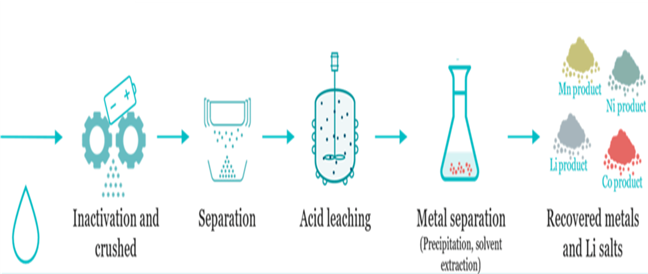 Inactivation and
crushed
Separation
Acid leaching
Metal separation
(Precipitation, solvent
extraction)
Mn product
Ni product
Li product
Co product
Recovered metals
and Li salts